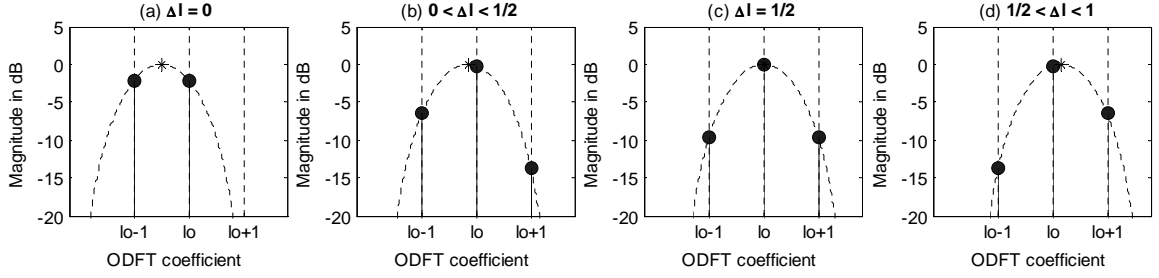 (a) Δl = 0
(b) 0 < Δl < 1/2
(c) Δl = 1/2
(d) 1/2 < Δl < 1
Magnitude in dB
5
0
-5
-10
-15
-20
lo-1 lo lo+1
ODFT coefficient
Magnitude in dB
5
0
-5
-10
-15
-20
lo-1 lo lo+1
ODFT coefficient
Magnitude in dB
5
0
-5
-10
-15
-20
lo-1 lo lo+1
ODFT coefficient
Magnitude in dB
5
0
-5
-10
-15
-20
lo-1 lo lo+1
ODFT coefficient